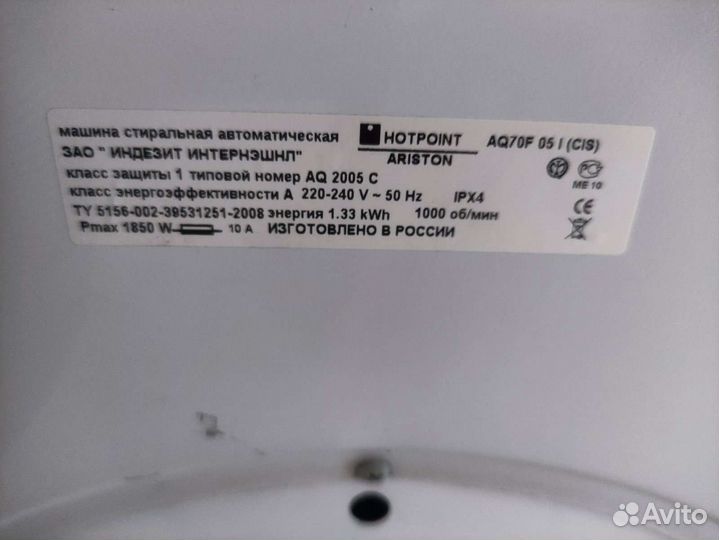 машина стиральная автоматическая
HOTPOINT
ARISTON
AQ70F 05 I (CIS)
ЗАО " ИНДЕЗИТ ИНТЕРНЭШНЛ"
класс защиты 1 типовой номер AQ 2005 C
класс энергоэффективности A 220-240 V ~ 50 Hz IPX4
ME 10
ТУ 5156-002-39531251-2008 энергия 1.33 kWh 1000 об/мин
CE
Pmax 1850 W 10 A ИЗГОТОВЛЕНО В РОССИИ
Avito